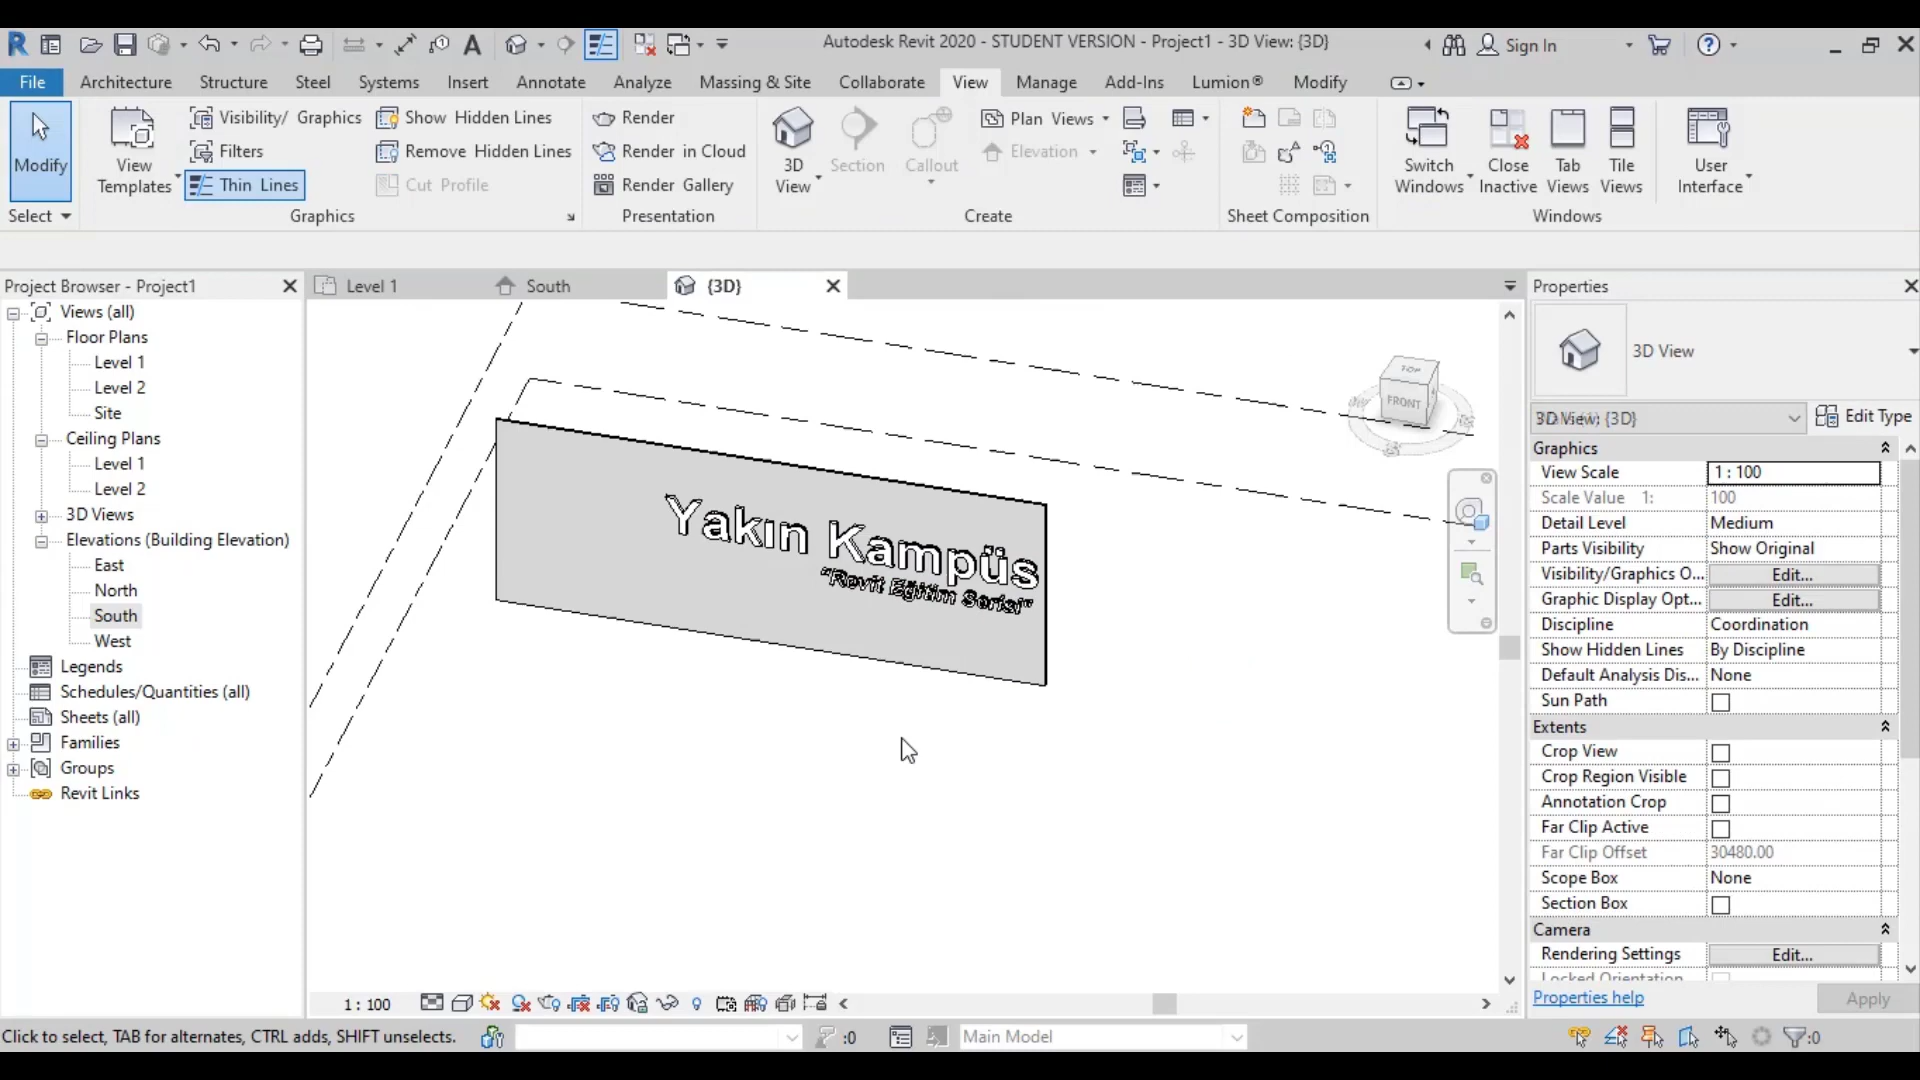 Autodesk Revit 2020 - STUDENT VERSION - Project1 - 3D View: {3D}
Sign In
File Architecture Structure Steel Systems Insert Annotate Analyze Massing & Site Collaborate View Manage Add-Ins Lumion® Modify
Modify
Select
View Templates
Visibility/ Graphics
Filters
Thin Lines
Show Hidden Lines
Remove Hidden Lines
Cut Profile
Graphics
Render
Render in Cloud
Render Gallery
Presentation
3D View
Section
Callout
Plan Views
Elevation
Create
Sheet Composition
Switch Windows
Close Inactive
Tab Views
Tile Views
Windows
User Interface
Project Browser - Project1
Views (all)
Floor Plans
Level 1
Level 2
Site
Ceiling Plans
Level 1
Level 2
3D Views
Elevations (Building Elevation)
East
North
South
West
Legends
Schedules/Quantities (all)
Sheets (all)
Families
Groups
Revit Links
Level 1
South
{3D}
TOP
FRONT
Yakın Kampüs
"Revit Eğitim Serisi"
Properties
3D View
3D View: {3D}
Edit Type
Graphics
View Scale 1 : 100
Scale Value 1: 100
Detail Level Medium
Parts Visibility Show Original
Visibility/Graphics O... Edit...
Graphic Display Opt... Edit...
Discipline Coordination
Show Hidden Lines By Discipline
Default Analysis Dis... None
Sun Path
Extents
Crop View
Crop Region Visible
Annotation Crop
Far Clip Active
Far Clip Offset 30480.00
Scope Box None
Section Box
Camera
Rendering Settings Edit...
Locked Orientation
Properties help
Apply
1 : 100
Click to select, TAB for alternates, CTRL adds, SHIFT unselects.
:0
Main Model
:0